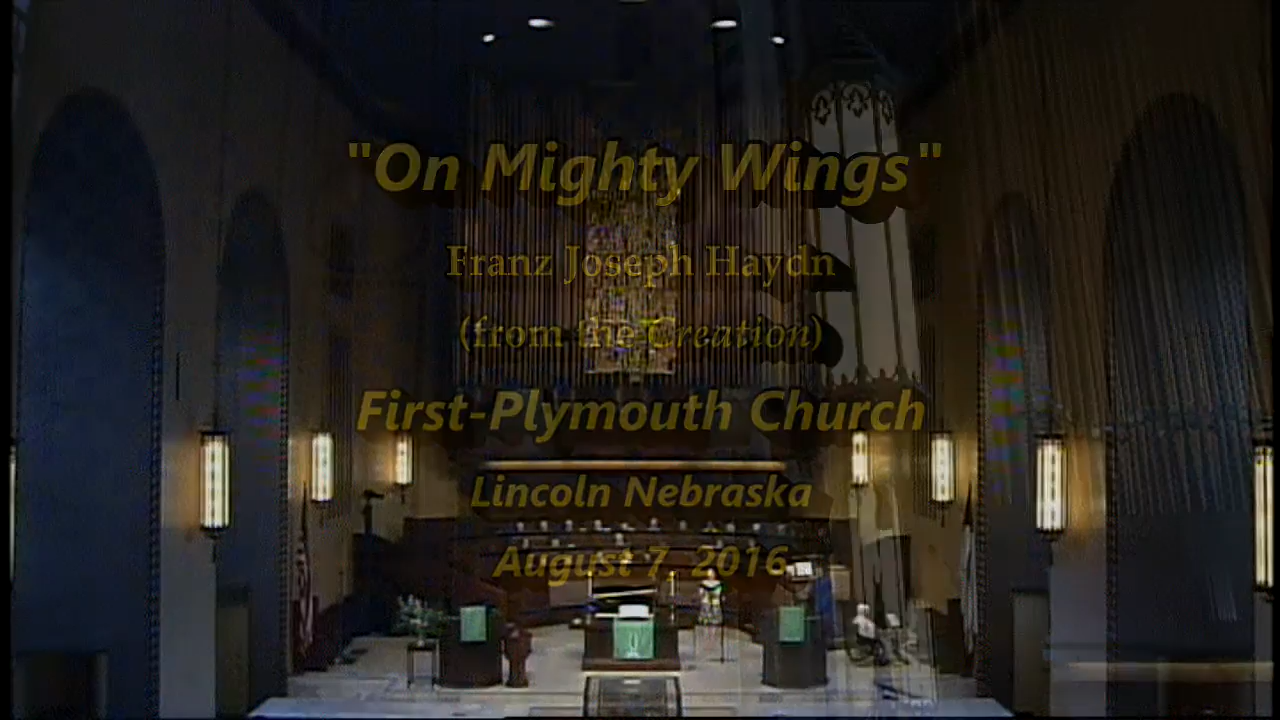 "On Mighty Wings"
Franz Joseph Haydn
(from the Creation)
First-Plymouth Church
Lincoln Nebraska
August 7, 2016